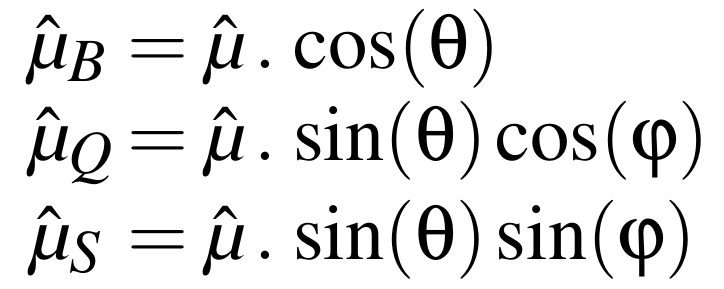 μ̂_B = μ̂ . cos(θ)
μ̂_Q = μ̂ . sin(θ) cos(φ)
μ̂_S = μ̂ . sin(θ) sin(φ)